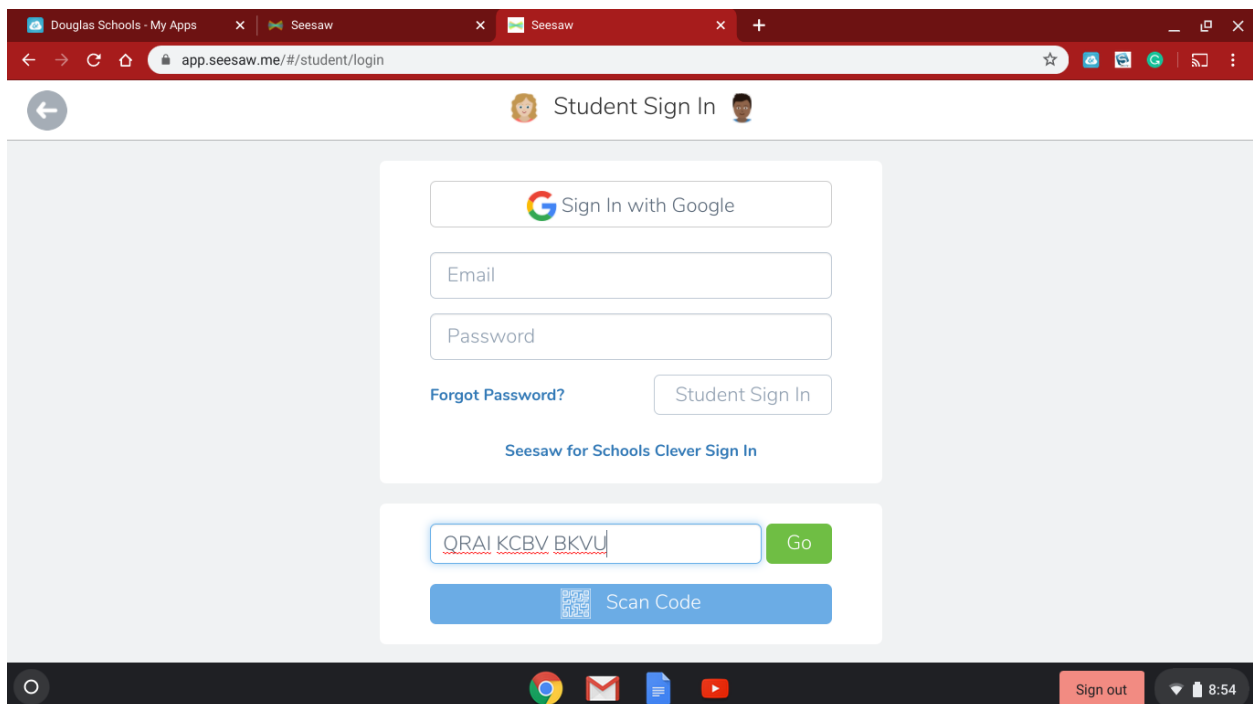 Douglas Schools - My Apps Seesaw Seesaw
app.seesaw.me/#/student/login
Student Sign In
Sign In with Google
Email
Password
Forgot Password? Student Sign In
Seesaw for Schools Clever Sign In
QRAI KCBV BKVU Go
Scan Code
Sign out 8:54